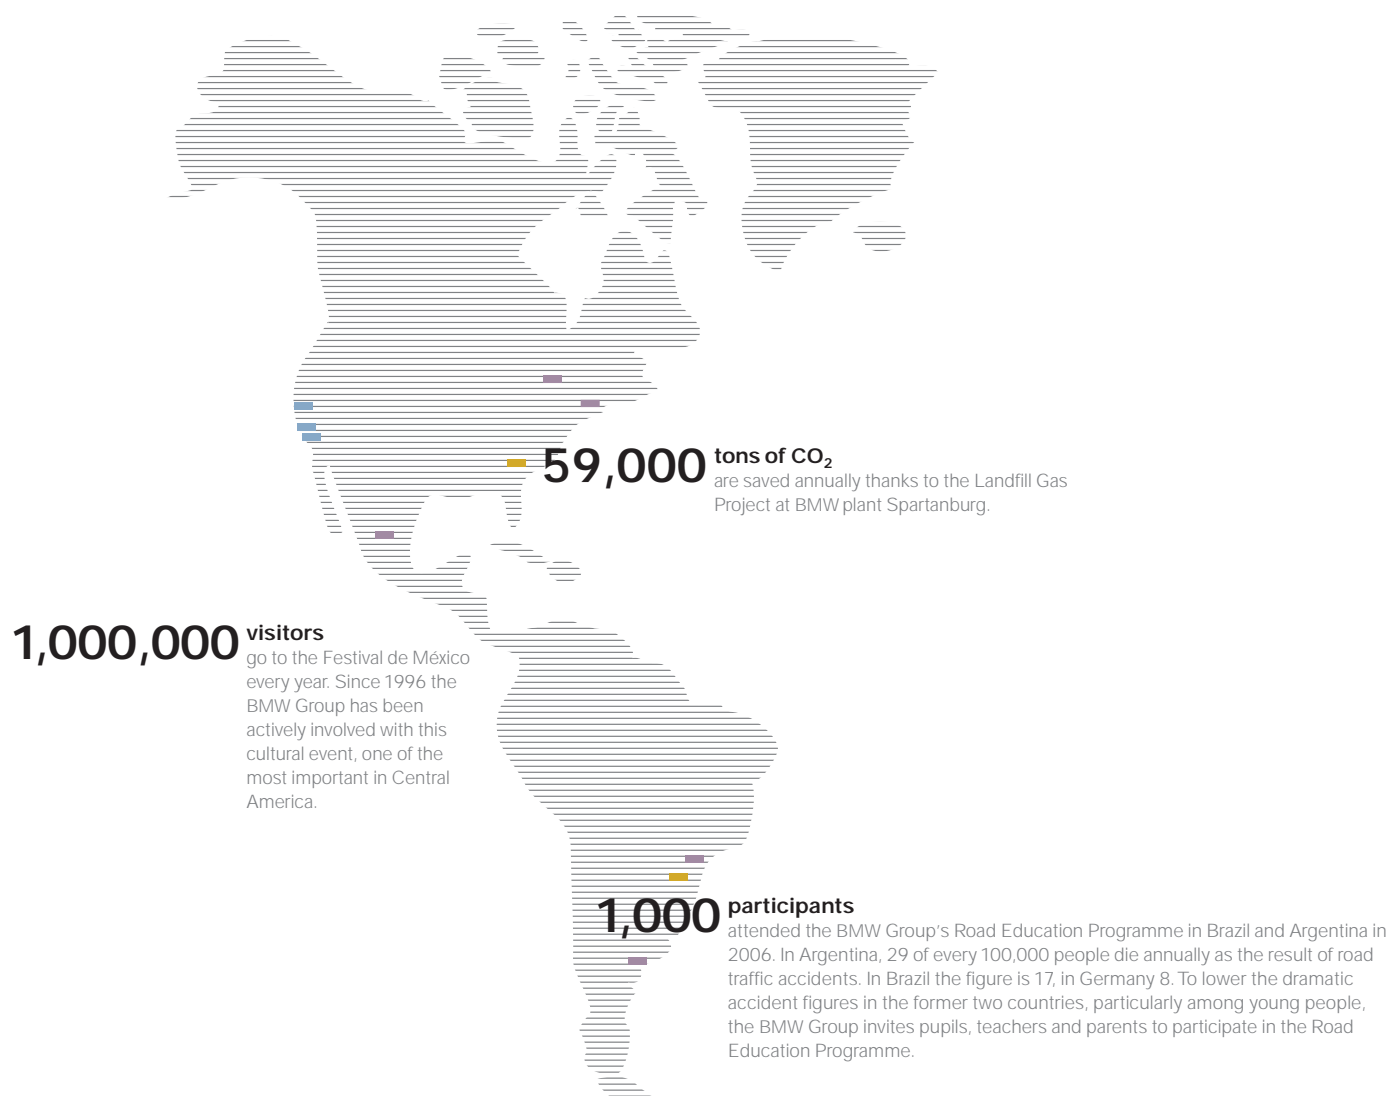 59,000 tons of CO₂
are saved annually thanks to the Landfill Gas
Project at BMW plant Spartanburg.
1,000,000 visitors
go to the Festival de México
every year. Since 1996 the
BMW Group has been
actively involved with this
cultural event, one of the
most important in Central
America.
1,000 participants
attended the BMW Group's Road Education Programme in Brazil and Argentina in
2006. In Argentina, 29 of every 100,000 people die annually as the result of road
traffic accidents. In Brazil the figure is 17, in Germany 8. To lower the dramatic
accident figures in the former two countries, particularly among young people,
the BMW Group invites pupils, teachers and parents to participate in the Road
Education Programme.